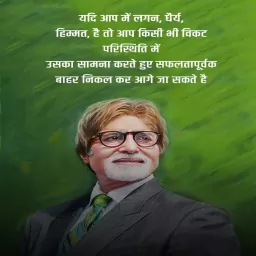 यदि आप में लगन, धैर्य,
हिम्मत, है तो आप किसी भी विकट
परिस्थिति में
उसका सामना करते हुए सफलतापूर्वक
बाहर निकल कर आगे जा सकते है